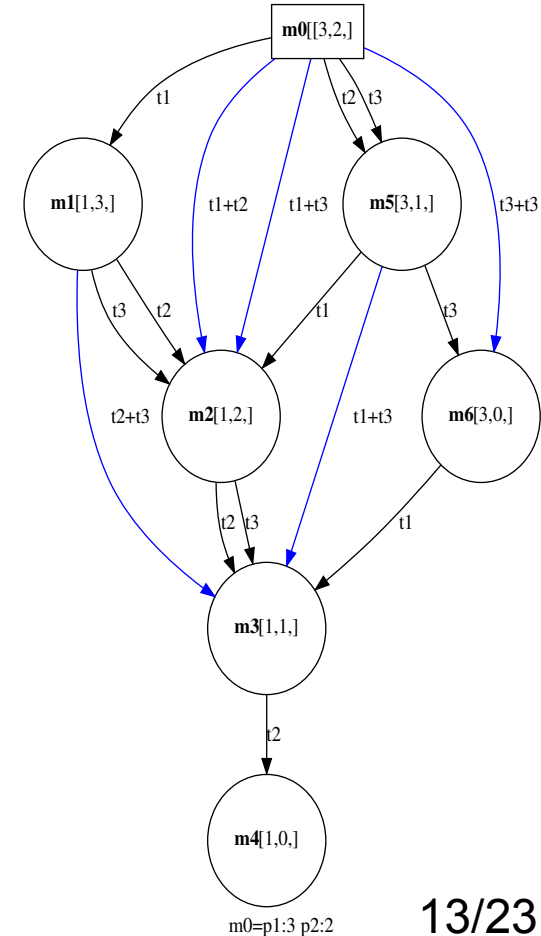 m0[[3,2,]
t1
t2
t3
m1[1,3,]
t1+t2
t1+t3
m5[3,1,]
t3+t3
t3
t2
t1
t3
t2+t3
m2[1,2,]
t1+t3
m6[3,0,]
t2
t3
t1
m3[1,1,]
t2
m4[1,0,]
m0=p1:3 p2:2
13/23